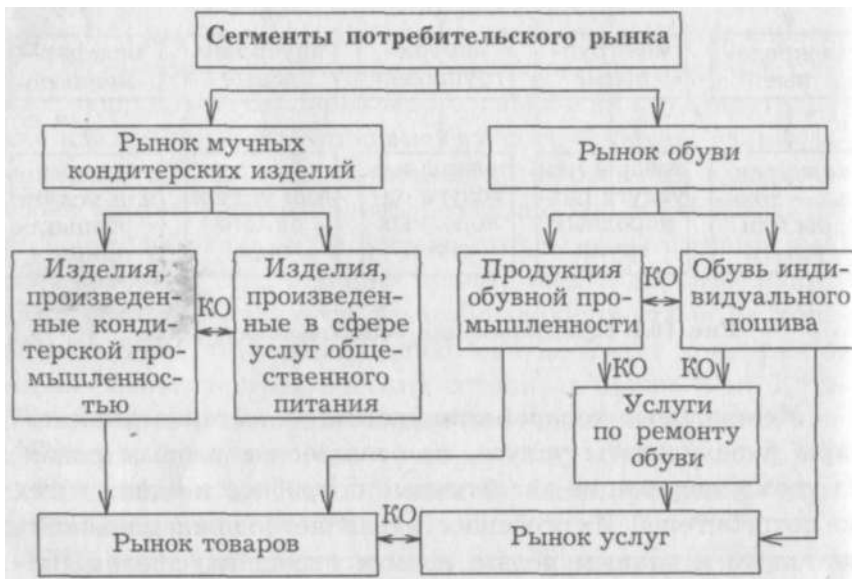 Сегменты потребительского рынка
Рынок мучных
кондитерских изделий
Рынок обуви
Изделия,
произведен-
ные конди-
терской про-
мышленнос-
тью
КО
Изделия,
произведен-
ные в сфере
услуг общес-
твенного
питания
Продукция
обувной про-
мышленности
КО
Обувь инди-
видуального
пошива
КО
КО
Услуги
по ремонту
обуви
Рынок товаров
КО
Рынок услуг